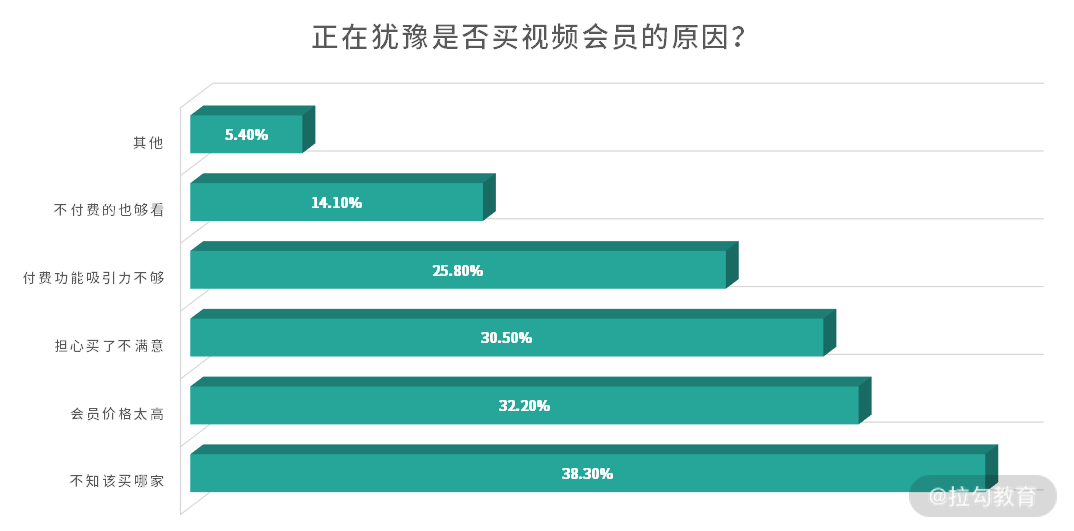 正在犹豫是否买视频会员的原因？
其他
5.40%
不付费的也够看
14.10%
付费功能吸引力不够
25.80%
担心买了不满意
30.50%
会员价格太高
32.20%
不知该买哪家
38.30%
@拉勾教育